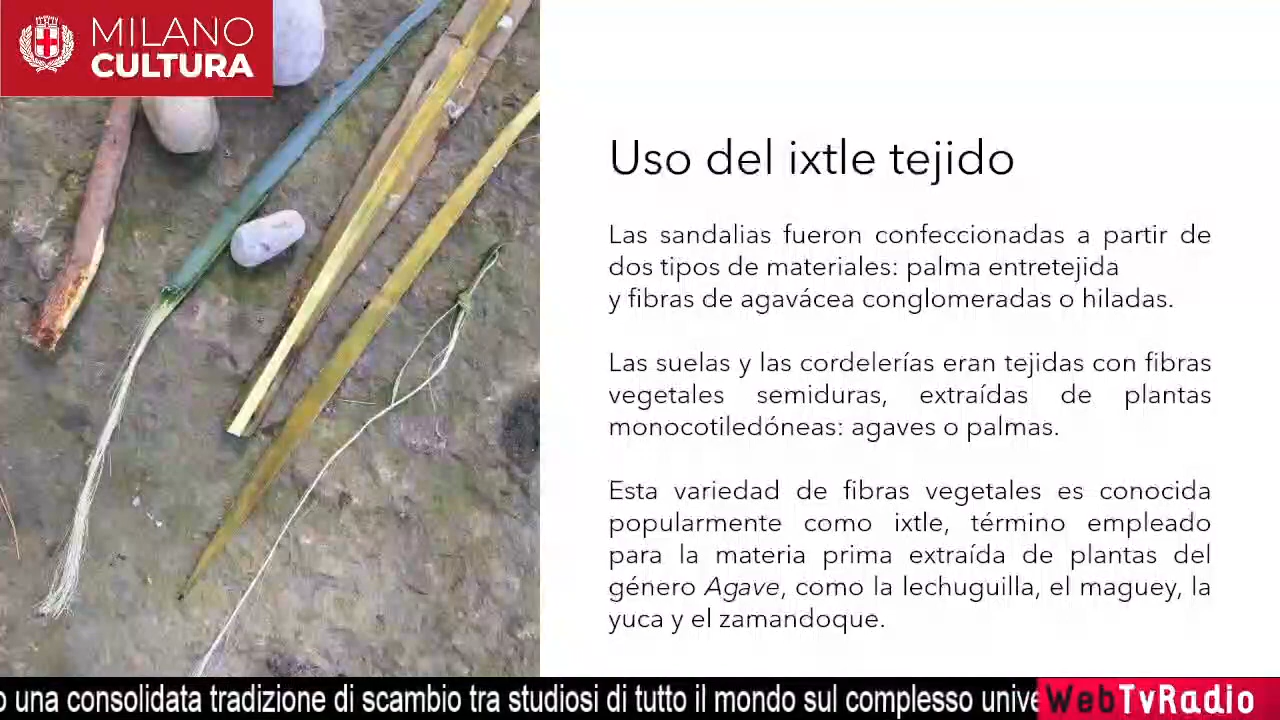 MILANO
CULTURA
Uso del ixtle tejido
Las sandalias fueron confeccionadas a partir de
dos tipos de materiales: palma entretejida
y fibras de agavácea conglomeradas o hiladas.
Las suelas y las cordelerías eran tejidas con fibras
vegetales semiduras, extraídas de plantas
monocotiledóneas: agaves o palmas.
Esta variedad de fibras vegetales es conocida
popularmente como ixtle, término empleado
para la materia prima extraída de plantas del
género Agave, como la lechuguilla, el maguey, la
yuca y el zamandoque.
o una consolidata tradizione di scambio tra studiosi di tutto il mondo sul complesso unive
WebTvRadio